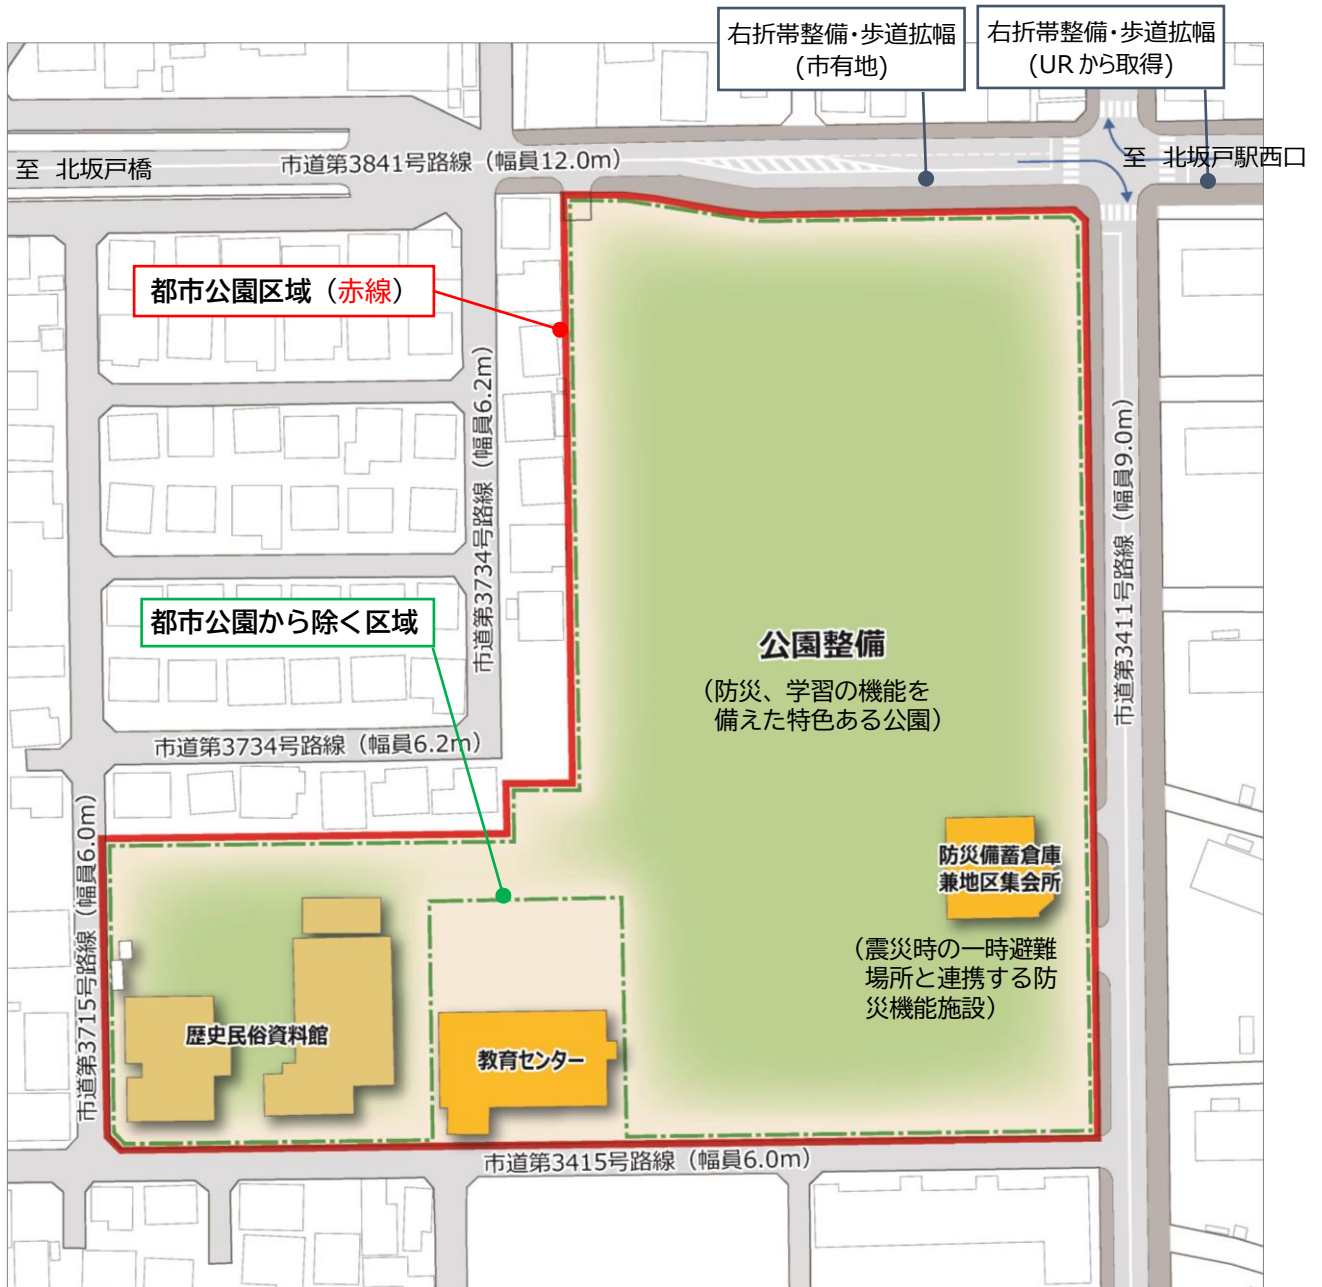 右折帯整備・歩道拡幅
(市有地)
右折帯整備・歩道拡幅
(URから取得)
至 北坂戸橋
市道第3841号路線（幅員12.0m）
至 北坂戸駅西口
都市公園区域（赤線）
市道第3734号路線（幅員6.2m）
市道第3411号路線（幅員9.0m）
都市公園から除く区域
公園整備
（防災、学習の機能を
備えた特色ある公園）
市道第3734号路線（幅員6.2m）
市道第3715号路線（幅員6.0m）
防災備蓄倉庫
兼地区集会所
（震災時の一時避難
場所と連携する防
災機能施設）
歴史民俗資料館
教育センター
市道第3415号路線（幅員6.0m）